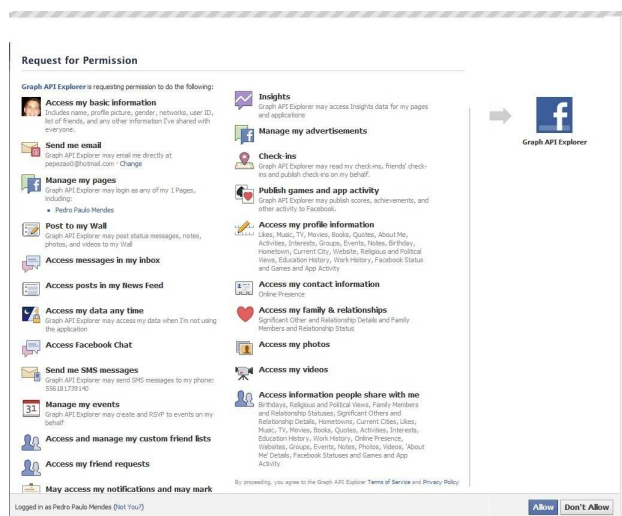 Request for Permission
Graph API Explorer is requesting permission to do the following:
Access my basic information
Includes name, profile picture, gender, networks, user ID,
list of friends, and any other information I've shared with
everyone.
Send me email
Graph API Explorer may email me directly at
pepezao0@hotmail.com · Change
Manage my pages
Graph API Explorer may login as any of my 1 Pages,
including:
Pedro Paulo Mendes
Post to my Wall
Graph API Explorer may post status messages, notes,
photos, and videos to my Wall
Access messages in my inbox
Access posts in my News Feed
Access my data any time
Graph API Explorer may access my data when I'm not using
the application
Access Facebook Chat
Send me SMS messages
Graph API Explorer may send SMS messages to my phone:
556181739140
Manage my events
31
Graph API Explorer may create and RSVP to events on my
behalf
Access and manage my custom friend lists
Access my friend requests
May access my notifications and may mark
Insights
Graph API Explorer may access Insights data for my pages
and applications
Manage my advertisements
Check-ins
Graph API Explorer may read my check-ins, friends' check-
ins and publish check-ins on my behalf.
Publish games and app activity
Graph API Explorer may publish scores, achievements, and
other activity to Facebook.
Access my profile information
Likes, Music, TV, Movies, Books, Quotes, About Me,
Activities, Interests, Groups, Events, Notes, Birthday,
Hometown, Current City, Website, Religious and Political
Views, Education History, Work History, Facebook Status
and Games and App Activity
Access my contact information
Online Presence
Access my family & relationships
Significant Other and Relationship Details and Family
Members and Relationship Status
Access my photos
Access my videos
Access information people share with me
Birthdays, Religious and Political Views, Family Members
and Relationship Statuses, Significant Others and
Relationship Details, Hometowns, Current Cities, Likes,
Music, TV, Movies, Books, Quotes, Activities, Interests,
Education History, Work History, Online Presence,
Websites, Groups, Events, Notes, Photos, Videos, 'About
Me' Details, Facebook Statuses and Games and App
Activity
By proceeding, you agree to the Graph API Explorer Terms of Service and Privacy Policy
f
Graph API Explorer
Logged in as Pedro Paulo Mendes (Not You?)
Allow
Don't Allow